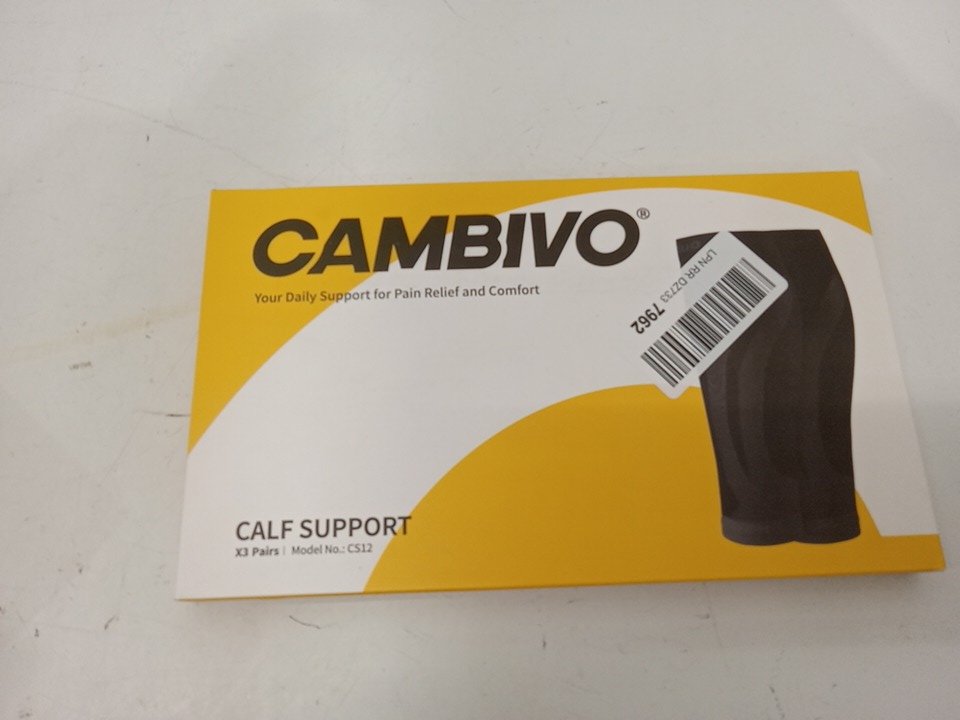 CAMBIVO®
Your Daily Support for Pain Relief and Comfort
LPN RR DZ733 7962
CALF SUPPORT
X3 Pairs | Model No.: CS12